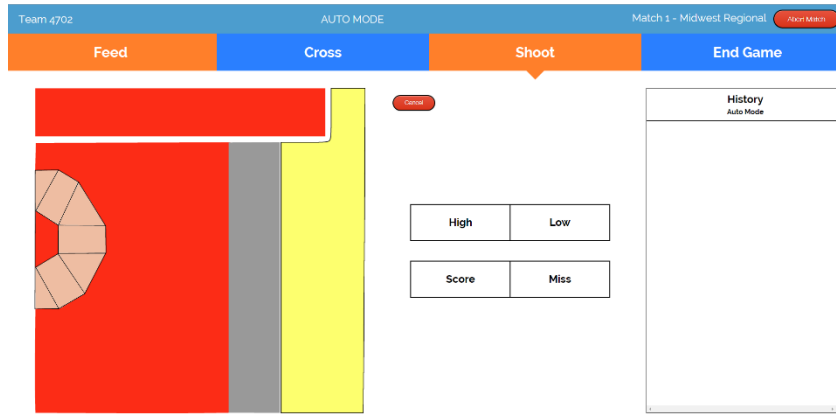 Team 4702
AUTO MODE
Match 1 - Midwest Regional
Abort Match
Feed
Cross
Shoot
End Game
Cancel
History
Auto Mode
High
Low
Score
Miss